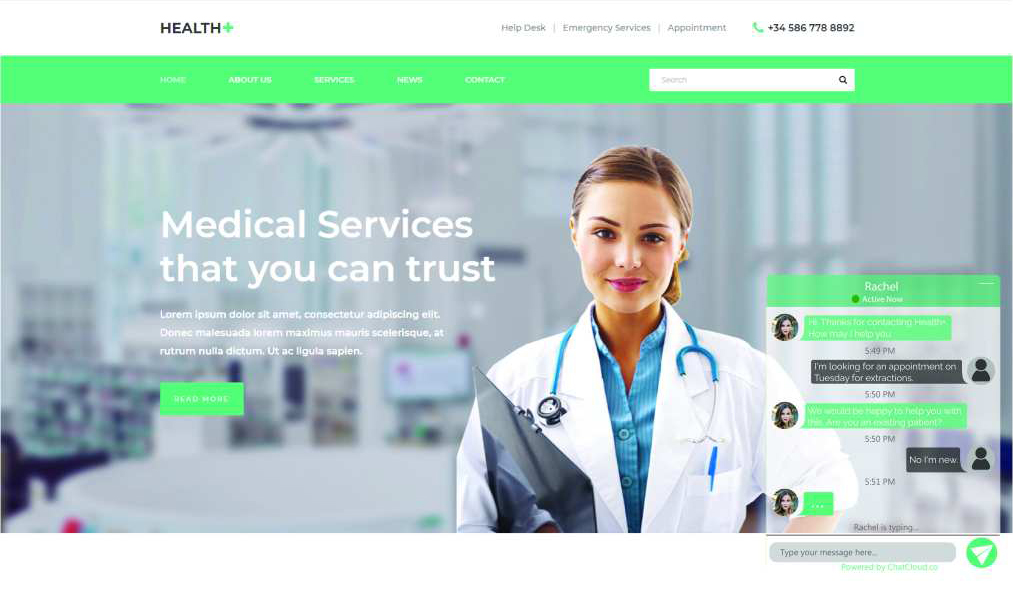 HEALTH+
Help Desk | Emergency Services | Appointment
+34 586 778 8892
HOME ABOUT US SERVICES NEWS CONTACT
Search
Medical Services
that you can trust
Lorem ipsum dolor sit amet, consectetur adipiscing elit.
Donec malesuada lorem maximus mauris scelerisque, at
rutrum nulla dictum. Ut ac ligula sapien.
READ MORE
Rachel
Active Now
Hi. Thanks for contacting Health+
How may I help you
5:49 PM
I'm looking for an appointment on
Tuesday for extractions.
5:50 PM
We would be happy to help you with
this. Are you an existing patient?
5:50 PM
No I'm new.
5:51 PM
...
Rachel is typing...
Type your message here...
Powered by ChatCloud.co